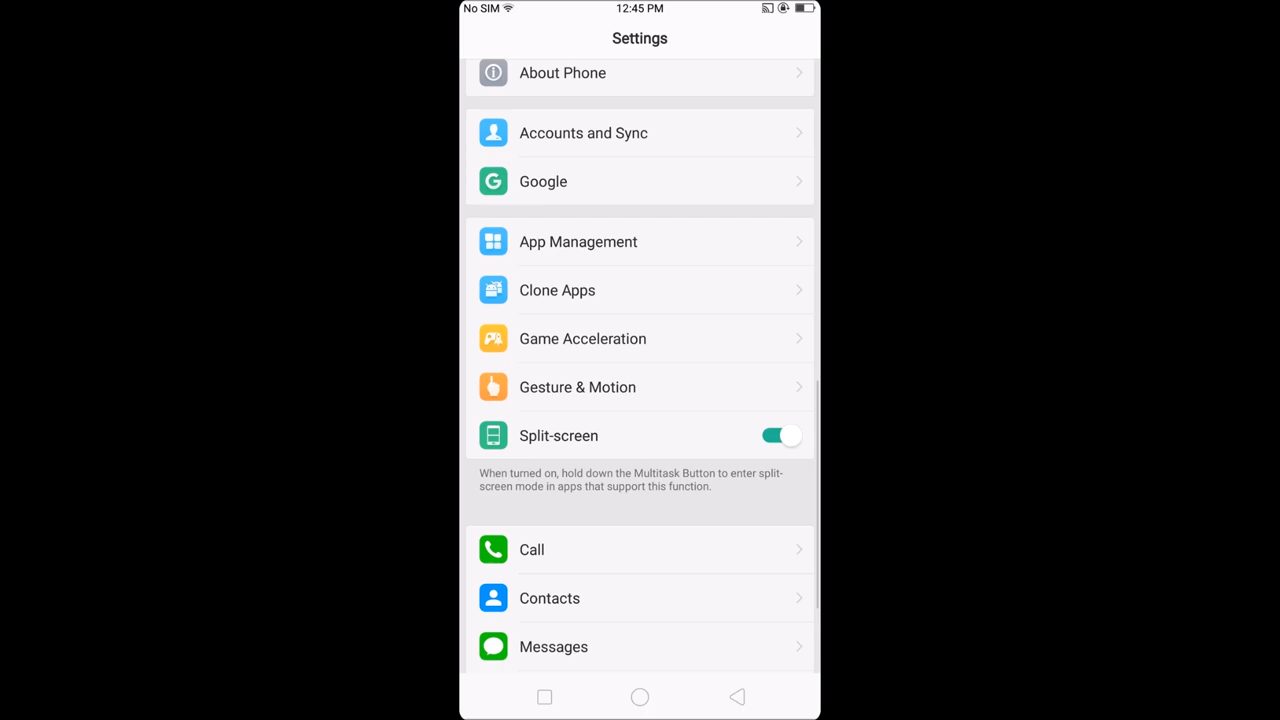 No SIM 12:45 PM
Settings
About Phone
Accounts and Sync
Google
App Management
Clone Apps
Game Acceleration
Gesture & Motion
Split-screen
When turned on, hold down the Multitask Button to enter split-
screen mode in apps that support this function.
Call
Contacts
Messages